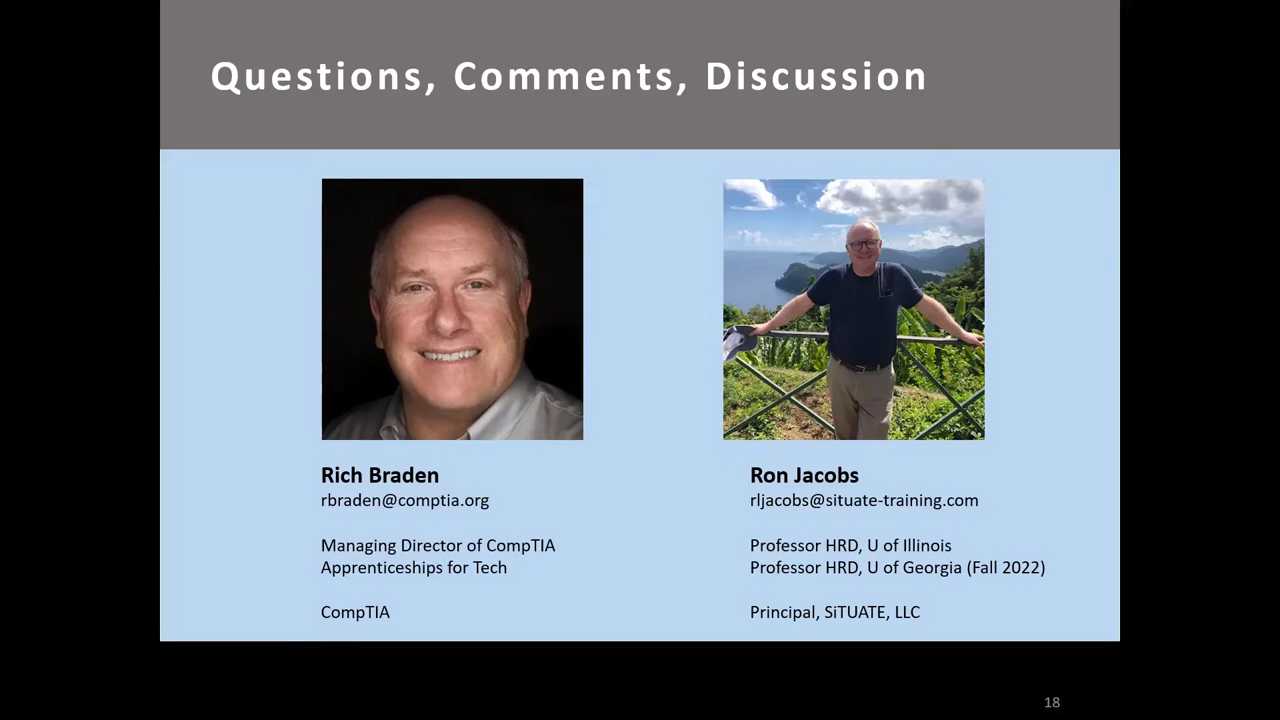 Questions, Comments, Discussion
Rich Braden
rbraden@comptia.org
Managing Director of CompTIA
Apprenticeships for Tech
CompTIA
Ron Jacobs
rljacobs@situate-training.com
Professor HRD, U of Illinois
Professor HRD, U of Georgia (Fall 2022)
Principal, SiTUATE, LLC
18